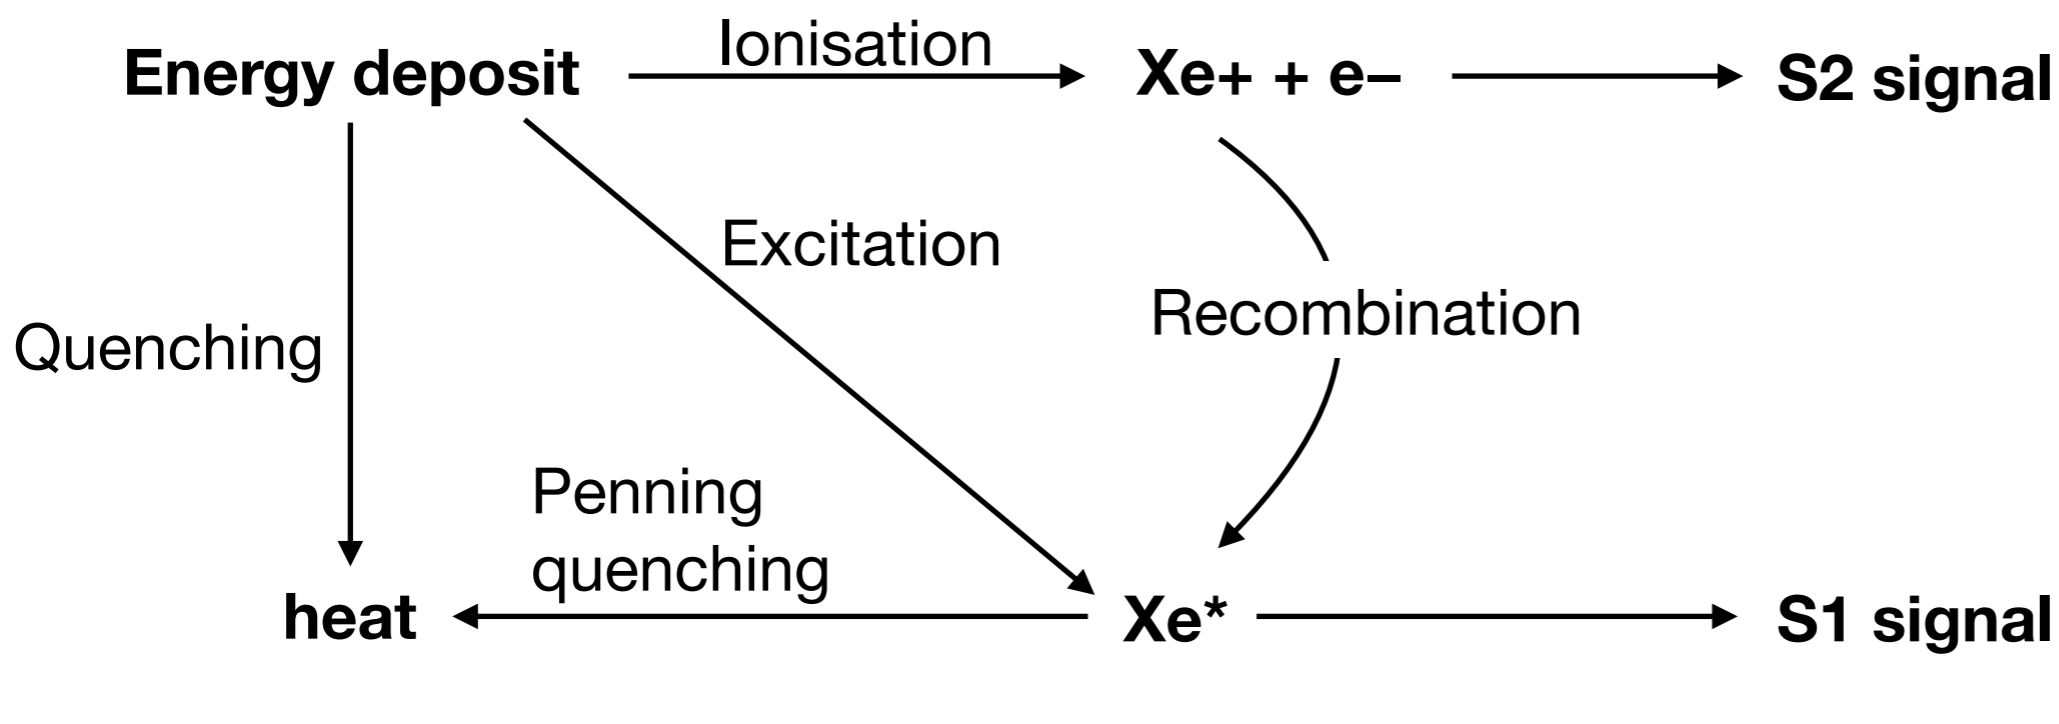 Energy deposit
Ionisation
Xe+ + e–
S2 signal
Excitation
Recombination
Quenching
Penning
quenching
heat
Xe*
S1 signal